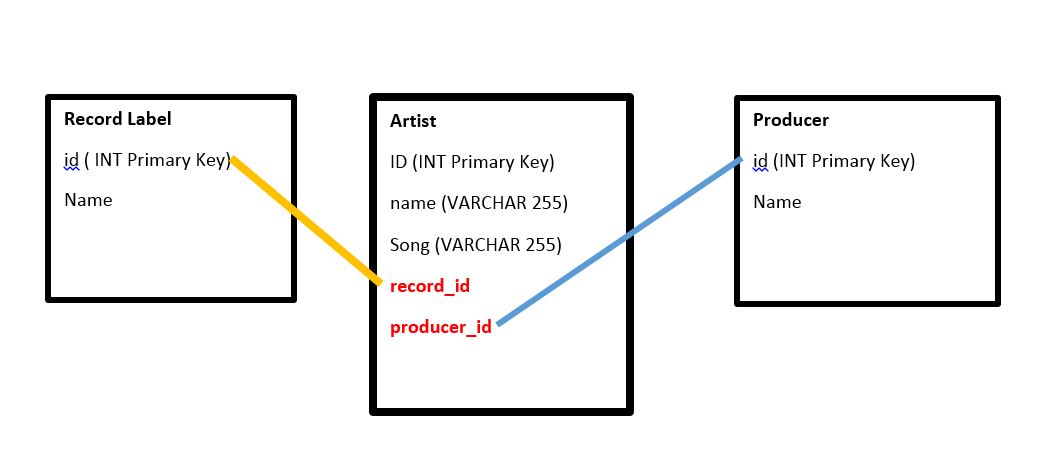 Record Label
id ( INT Primary Key)
Name
Artist
ID (INT Primary Key)
name (VARCHAR 255)
Song (VARCHAR 255)
record_id
producer_id
Producer
id (INT Primary Key)
Name